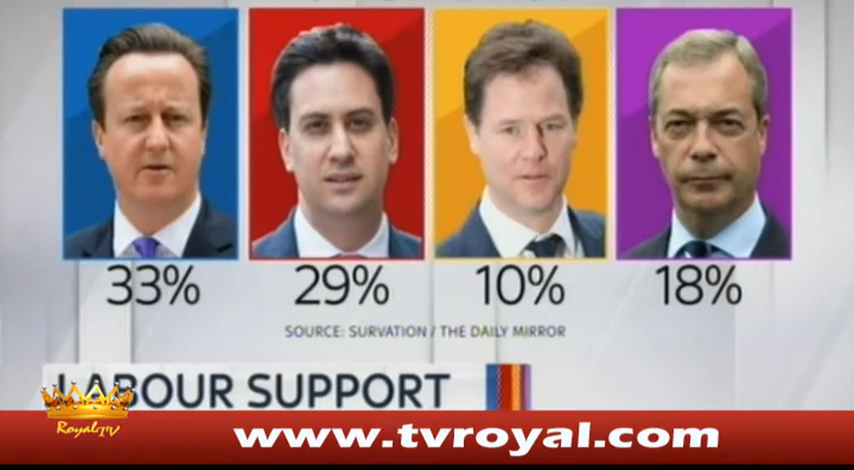 33% 29% 10% 18%
SOURCE: SURVATION / THE DAILY MIRROR
LABOUR SUPPORT
RoyalTV
www.tvroyal.com